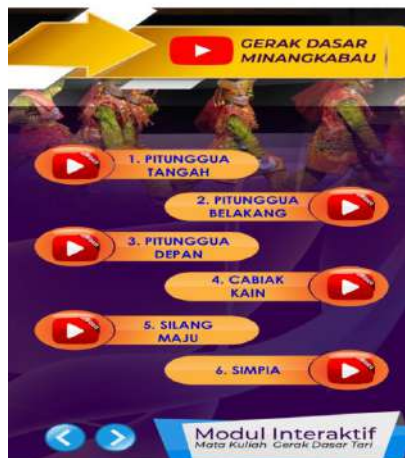 GERAK DASAR
MINANGKABAU
1. PITUNGGUA
TANGAH
2. PITUNGGUA
BELAKANG
3. PITUNGGUA
DEPAN
4. CABIAK
KAIN
5. SILANG
MAJU
6. SIMPIA
Modul Interaktif
Mata Kuliah Gerak Dasar Tari